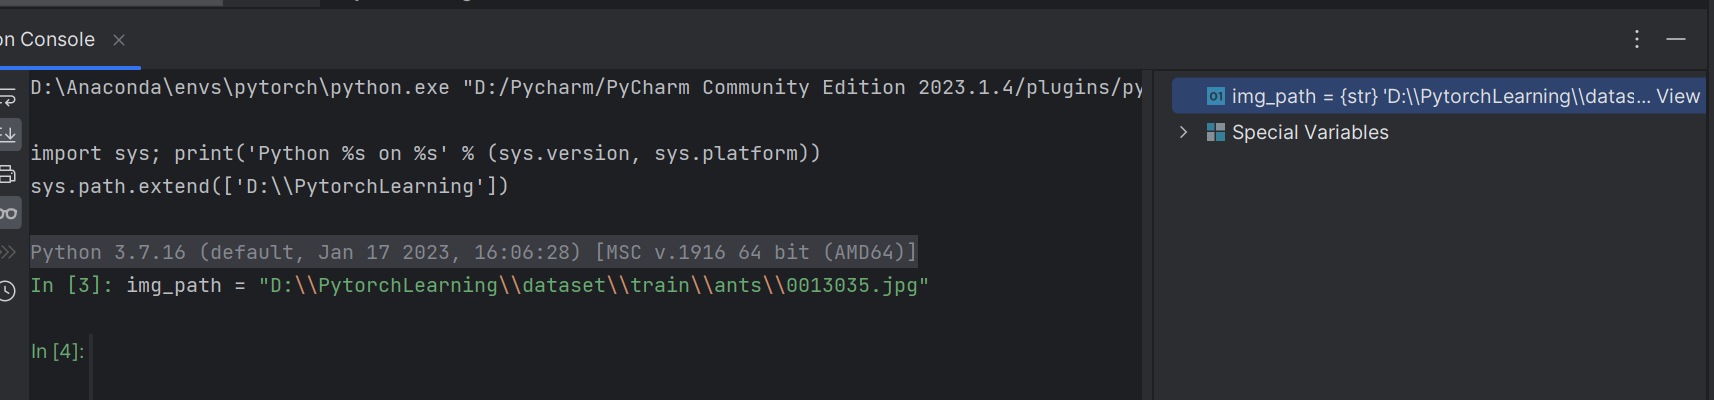 on Console
D:\Anaconda\envs\pytorch\python.exe "D:/Pycharm/PyCharm Community Edition 2023.1.4/plugins/py
import sys; print('Python %s on %s' % (sys.version, sys.platform))
sys.path.extend(['D:\\PytorchLearning'])
Python 3.7.16 (default, Jan 17 2023, 16:06:28) [MSC v.1916 64 bit (AMD64)]
In [3]: img_path = "D:\\PytorchLearning\\dataset\\train\\ants\\0013035.jpg"
In [4]:
01 img_path = {str} 'D:\\PytorchLearning\\datas... View
Special Variables